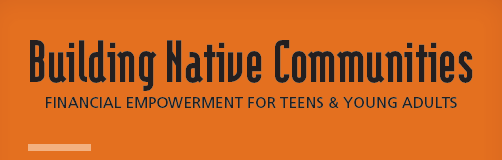 Building Native Communities
FINANCIAL EMPOWERMENT FOR TEENS & YOUNG ADULTS